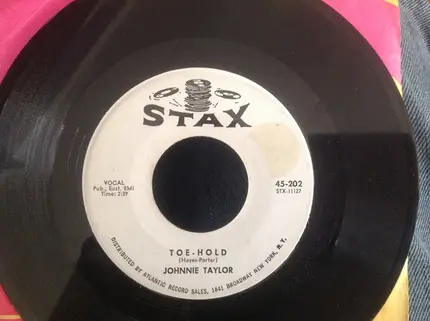 STAX
VOCAL
Pub.: East, BMI
Time: 2:39
45-202
STX-11127
TOE-HOLD
(Hayes-Porter)
JOHNNIE TAYLOR
DISTRIBUTED BY ATLANTIC RECORD SALES, 1841 BROADWAY NEW YORK, N.Y.